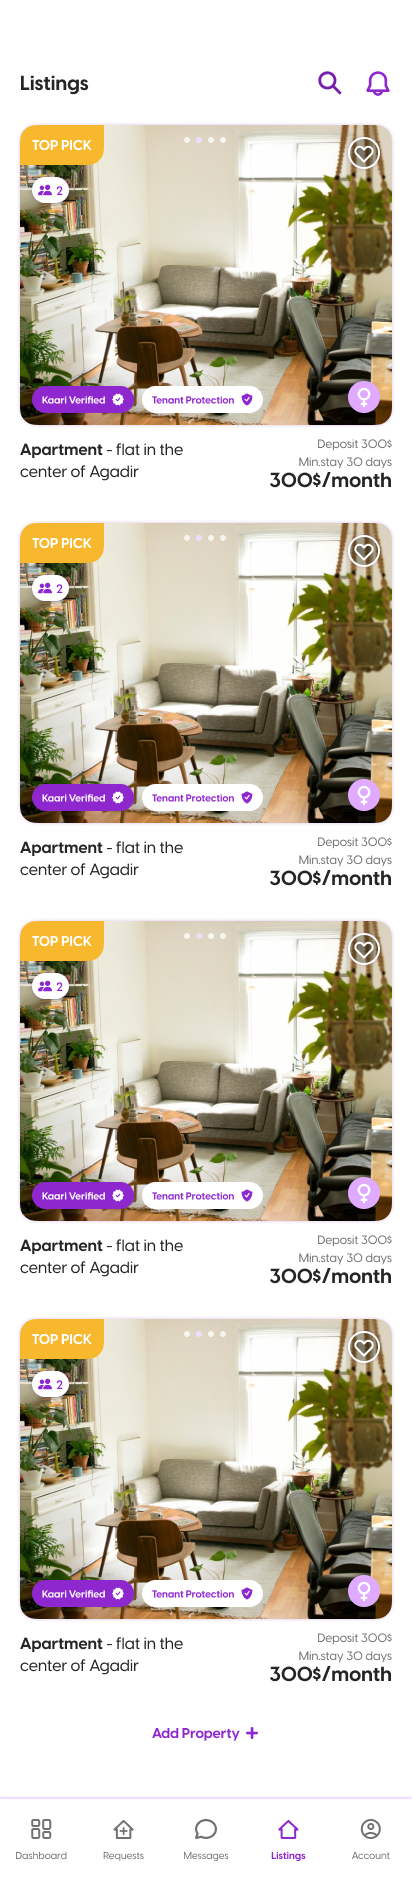 Listings
TOP PICK
2
Kaari Verified
Tenant Protection
Apartment - flat in the
center of Agadir
Deposit 300$
Min.stay 30 days
300$/month
TOP PICK
2
Kaari Verified
Tenant Protection
Apartment - flat in the
center of Agadir
Deposit 300$
Min.stay 30 days
300$/month
TOP PICK
2
Kaari Verified
Tenant Protection
Apartment - flat in the
center of Agadir
Deposit 300$
Min.stay 30 days
300$/month
TOP PICK
2
Kaari Verified
Tenant Protection
Apartment - flat in the
center of Agadir
Deposit 300$
Min.stay 30 days
300$/month
Add Property +
Dashboard
Requests
Messages
Listings
Account